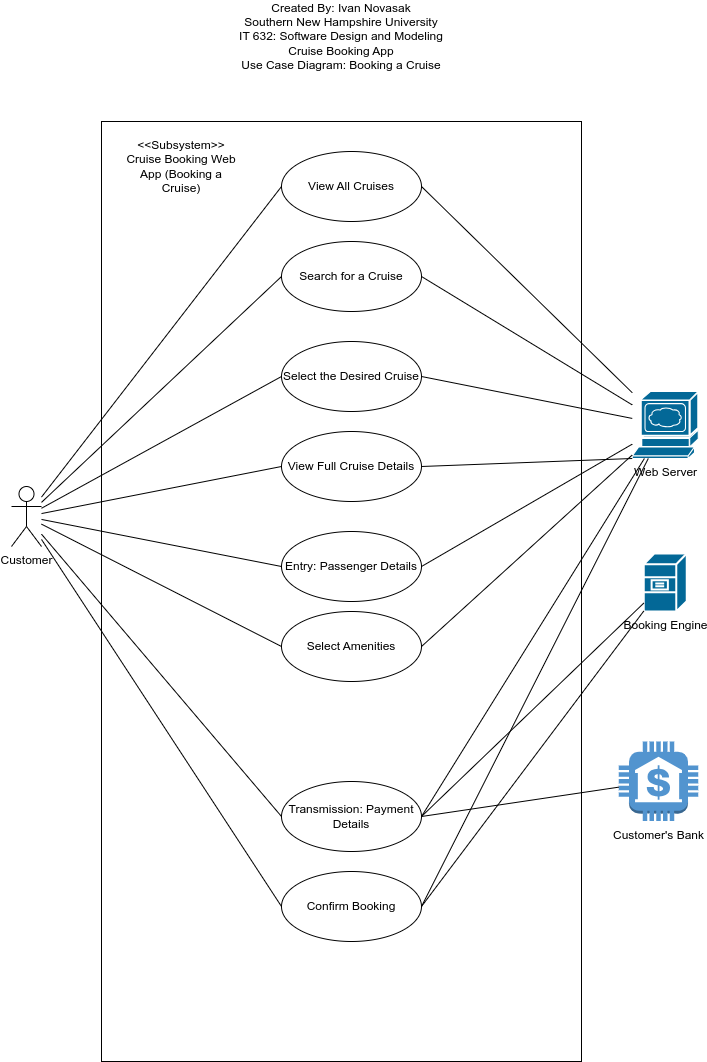 Created By: Ivan Novasak
Southern New Hampshire University
IT 632: Software Design and Modeling
Cruise Booking App
Use Case Diagram: Booking a Cruise
<<Subsystem>>
Cruise Booking Web
App (Booking a
Cruise)
View All Cruises
Search for a Cruise
Select the Desired Cruise
View Full Cruise Details
Web Server
Customer
Entry: Passenger Details
Booking Engine
Select Amenities
$
Transmission: Payment
Details
Customer's Bank
Confirm Booking